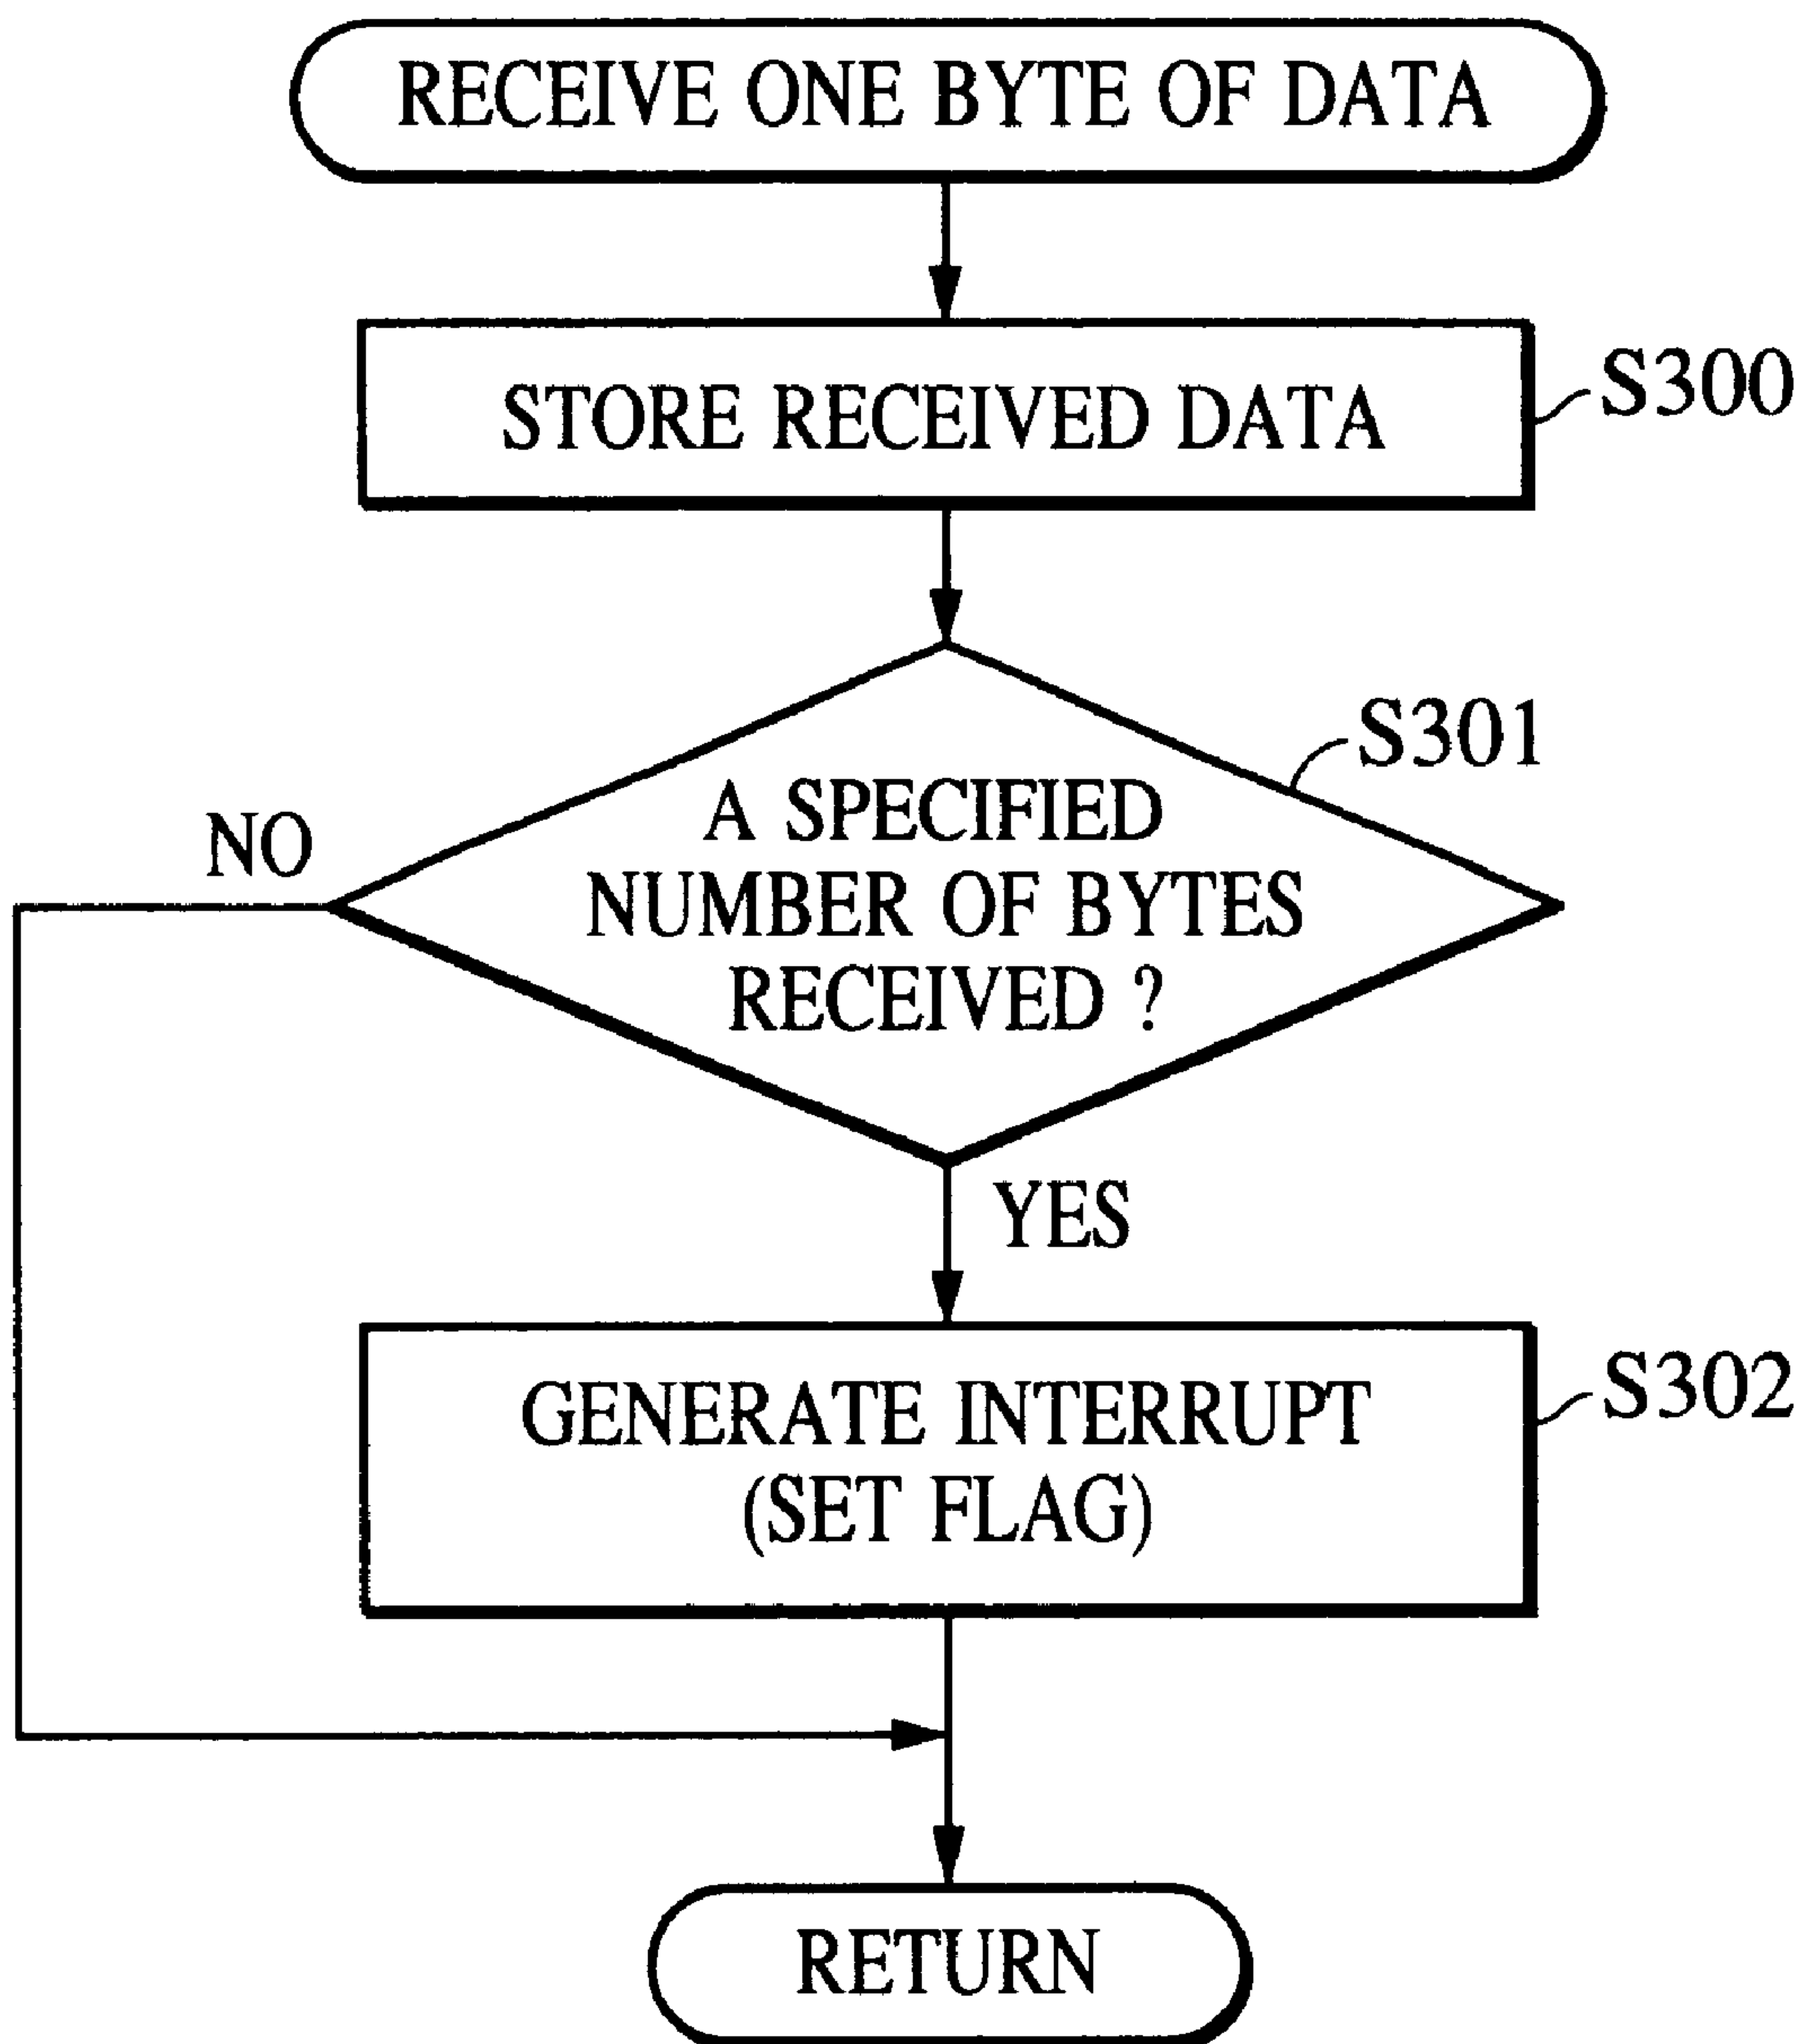 RECEIVE ONE BYTE OF DATA
STORE RECEIVED DATA
S300
S301
A SPECIFIED
NUMBER OF BYTES
RECEIVED ?
NO
YES
GENERATE INTERRUPT
(SET FLAG)
S302
RETURN